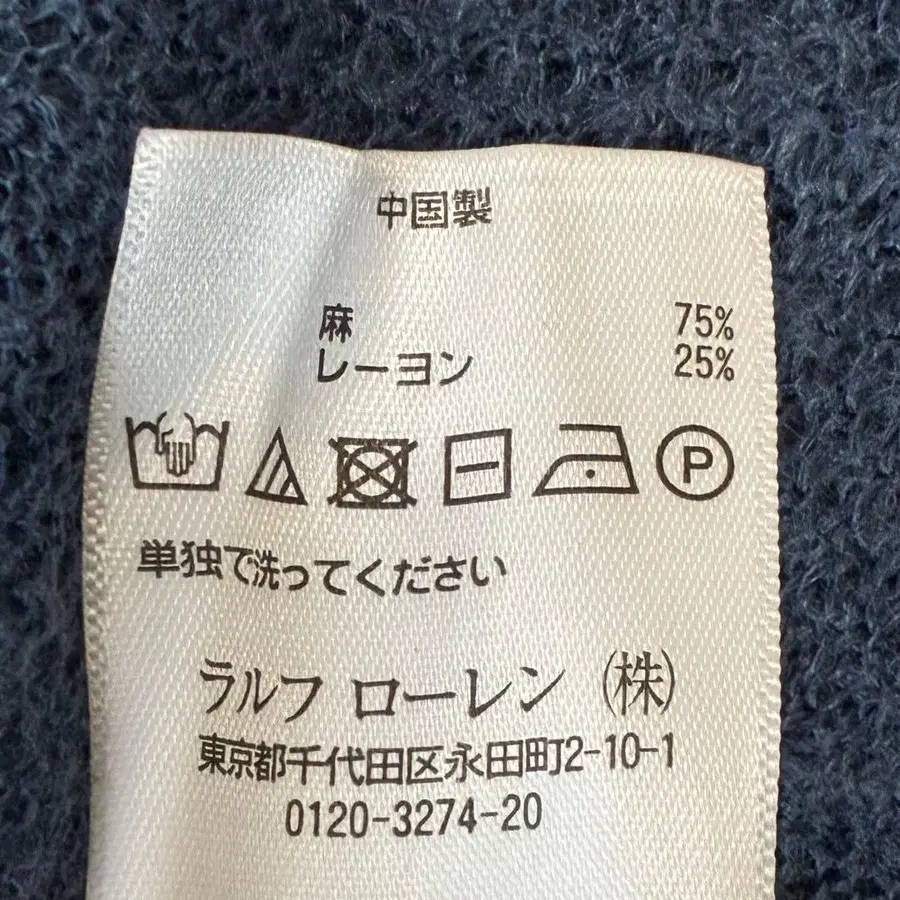 中国製
麻 75%
レーヨン 25%
P
単独で洗ってください
ラルフ ローレン (株)
東京都千代田区永田町2-10-1
0120-3274-20